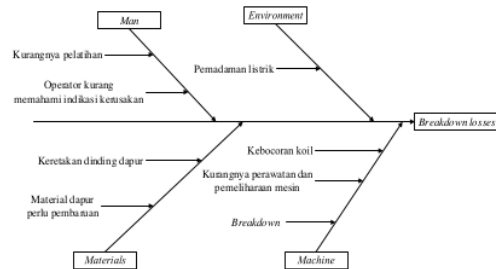 Man
Environment
Kurangnya pelatihan
Pemadaman listrik
Operator kurang
memahami indikasi kerusakan
Breakdown losses
Keretakan dinding dapur
Kebocoran koil
Kurangnya perawatan dan
pemeliharaan mesin
Material dapur
perlu pembaruan
Breakdown
Materials
Machine